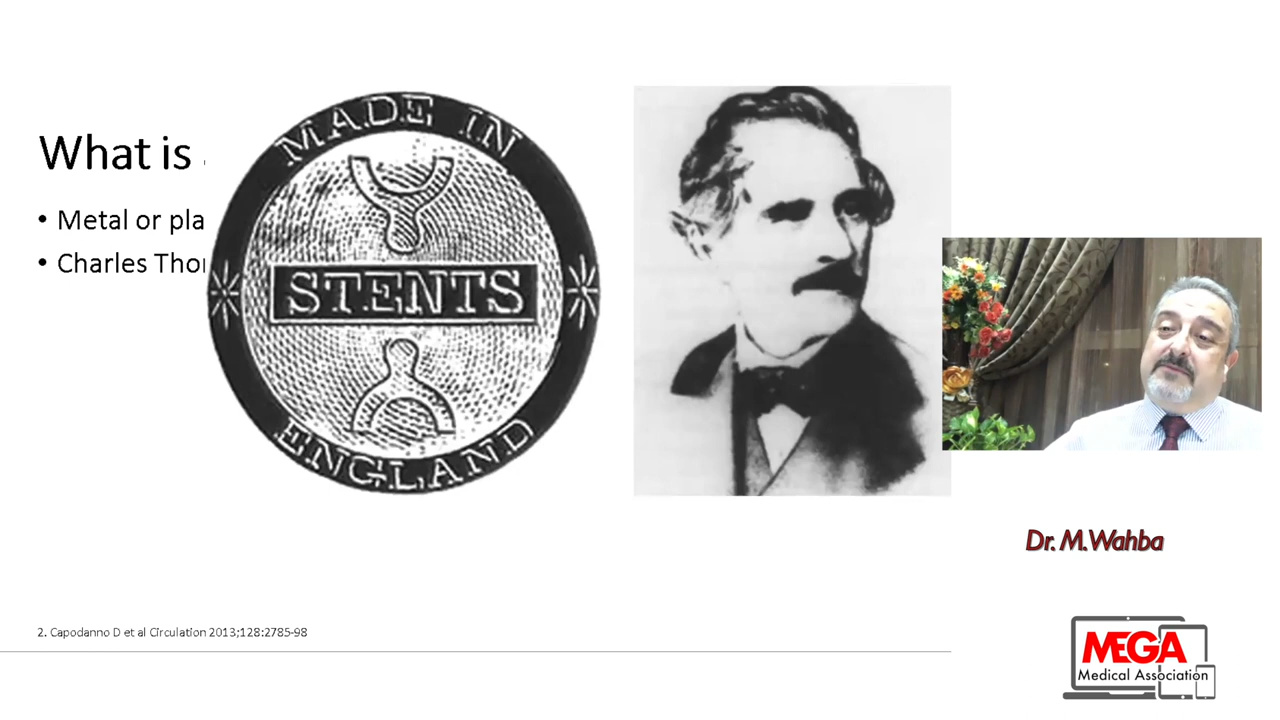 What is
• Metal or pla
• Charles Tho
MADE IN
STENTS
ENGLAND
Dr. M.Wahba
2. Capodanno D et al Circulation 2013;128:2785-98
MEGA
Medical Association